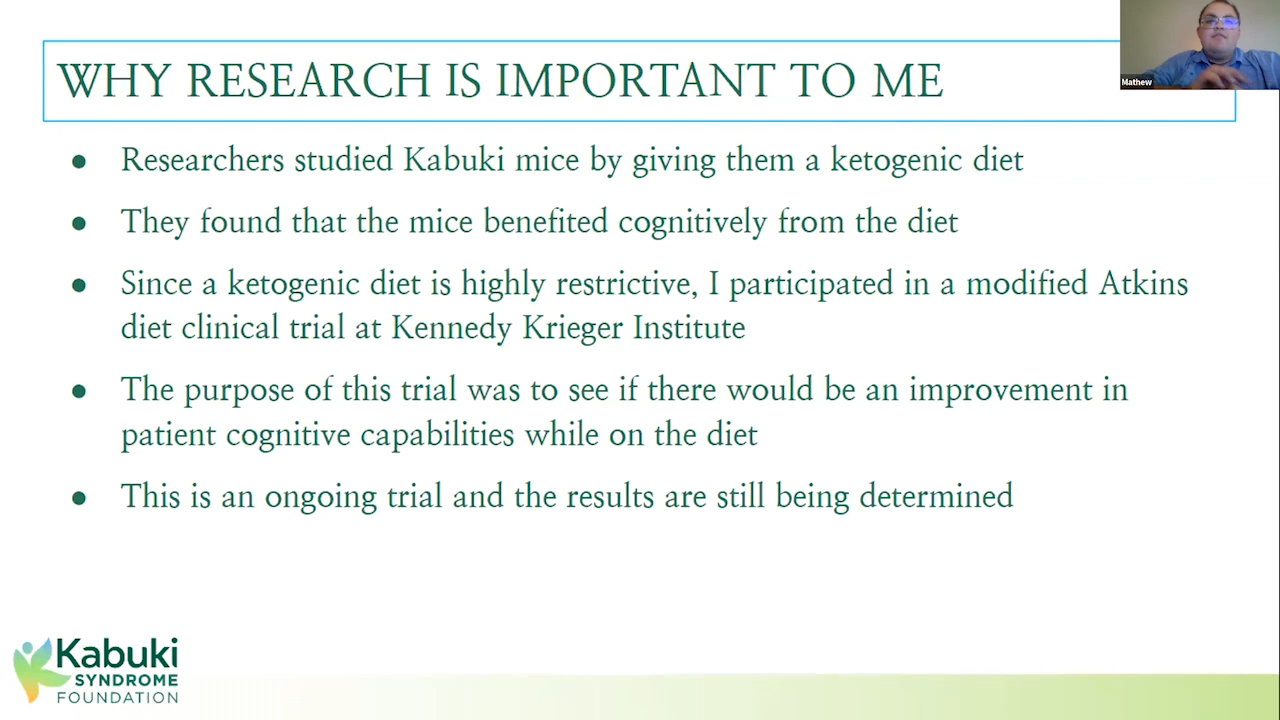 WHY RESEARCH IS IMPORTANT TO ME
Mathew
● Researchers studied Kabuki mice by giving them a ketogenic diet
● They found that the mice benefited cognitively from the diet
● Since a ketogenic diet is highly restrictive, I participated in a modified Atkins
diet clinical trial at Kennedy Krieger Institute
● The purpose of this trial was to see if there would be an improvement in
patient cognitive capabilities while on the diet
● This is an ongoing trial and the results are still being determined
Kabuki
SYNDROME
FOUNDATION